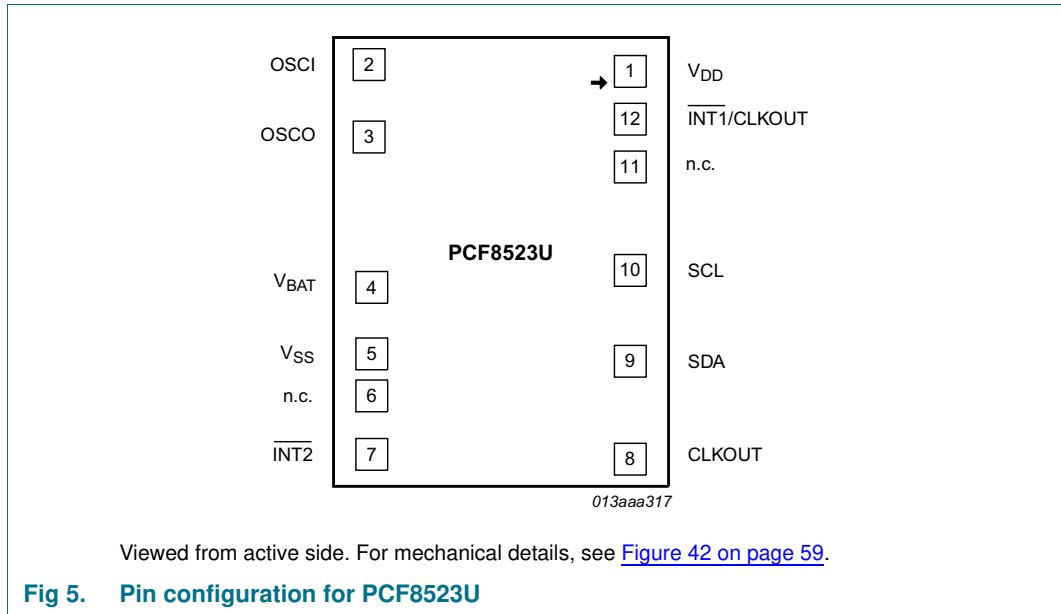 OSCI 2 1 VDD
12 INT1/CLKOUT
OSCO 3
11 n.c.
PCF8523U
10 SCL
VBAT 4
VSS 5 9 SDA
n.c. 6
INT2 7 8 CLKOUT
013aaa317
Viewed from active side. For mechanical details, see Figure 42 on page 59.
Fig 5. Pin configuration for PCF8523U